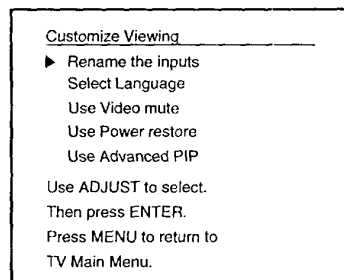 Customize Viewing
▶ Rename the inputs
Select Language
Use Video mute
Use Power restore
Use Advanced PIP
Use ADJUST to select.
Then press ENTER.
Press MENU to return to
TV Main Menu.